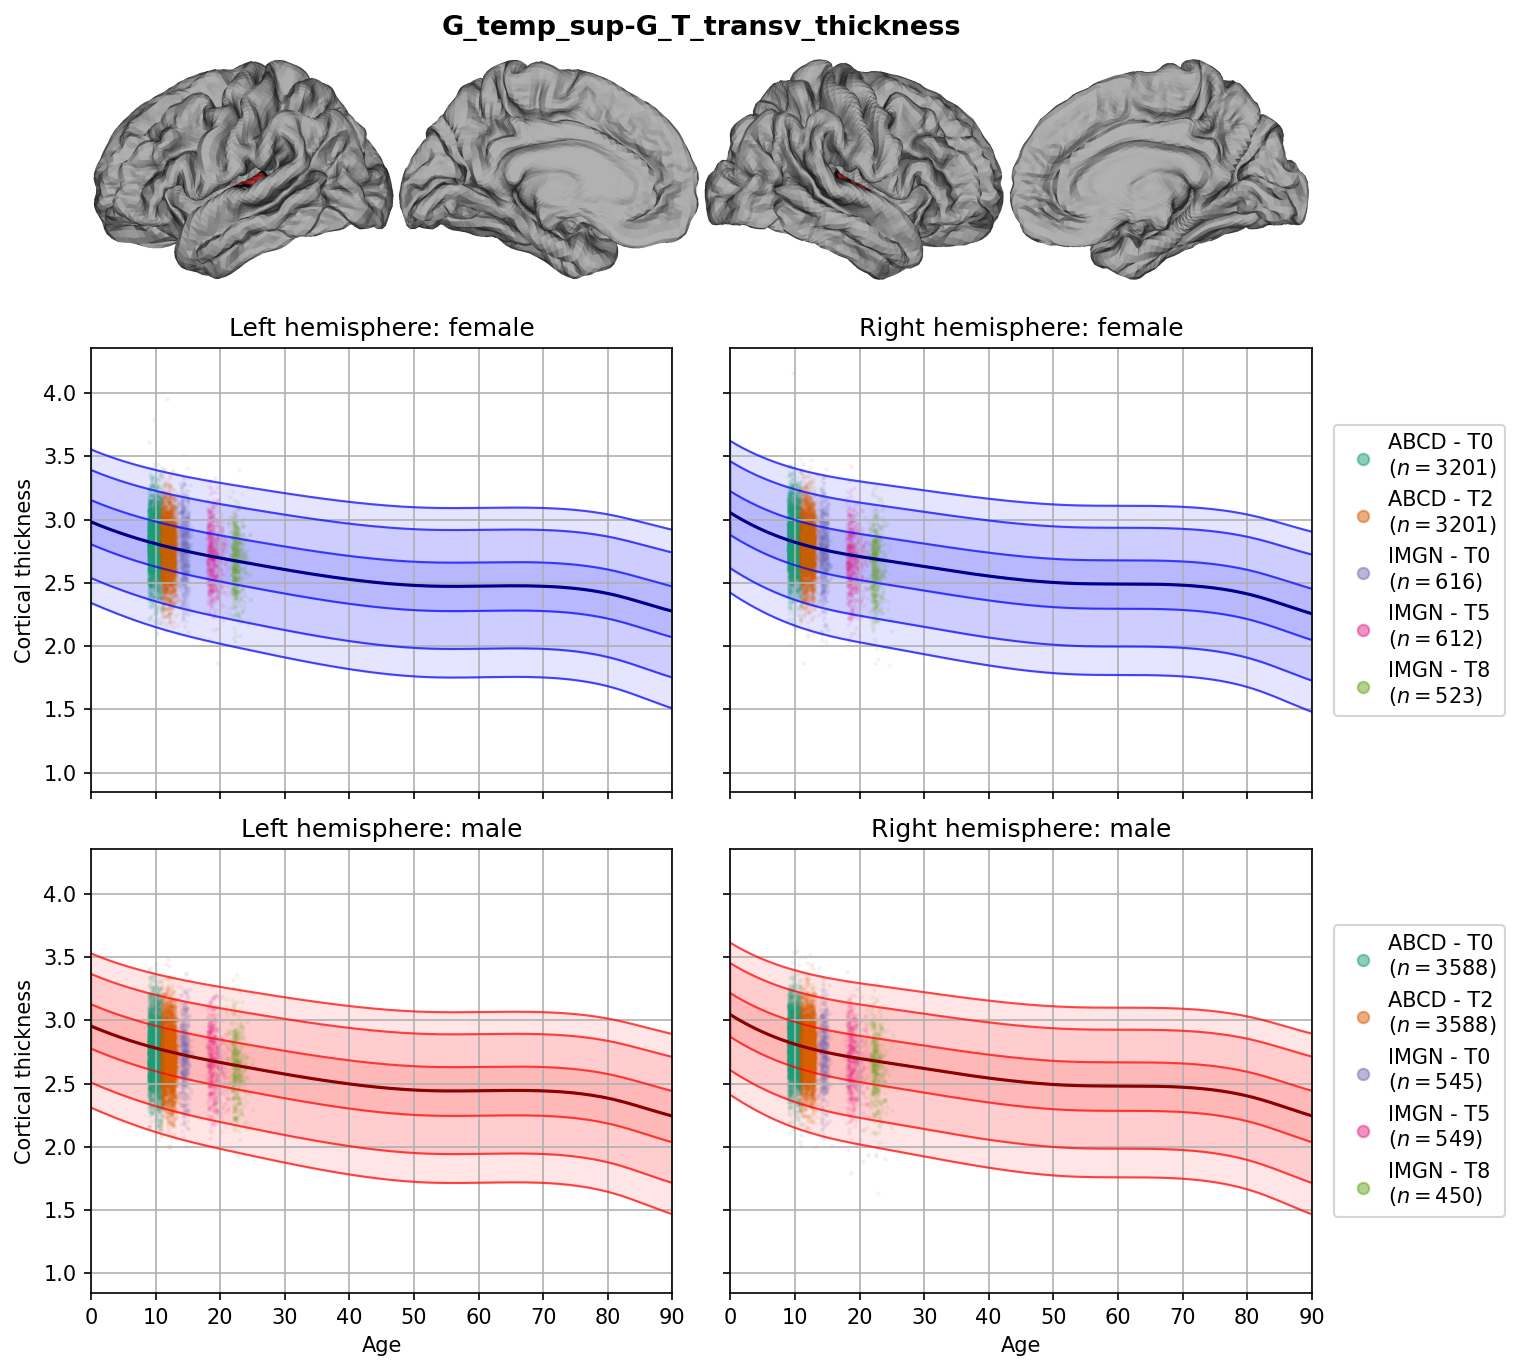 G_temp_sup-G_T_transv_thickness
Left hemisphere: female
Right hemisphere: female
Cortical thickness
4.0
3.5
3.0
2.5
2.0
1.5
1.0
ABCD - T0
(n = 3201)
ABCD - T2
(n = 3201)
IMGN - T0
(n = 616)
IMGN - T5
(n = 612)
IMGN - T8
(n = 523)
Left hemisphere: male
Right hemisphere: male
Cortical thickness
4.0
3.5
3.0
2.5
2.0
1.5
1.0
0 10 20 30 40 50 60 70 80 90
Age
0 10 20 30 40 50 60 70 80 90
Age
ABCD - T0
(n = 3588)
ABCD - T2
(n = 3588)
IMGN - T0
(n = 545)
IMGN - T5
(n = 549)
IMGN - T8
(n = 450)